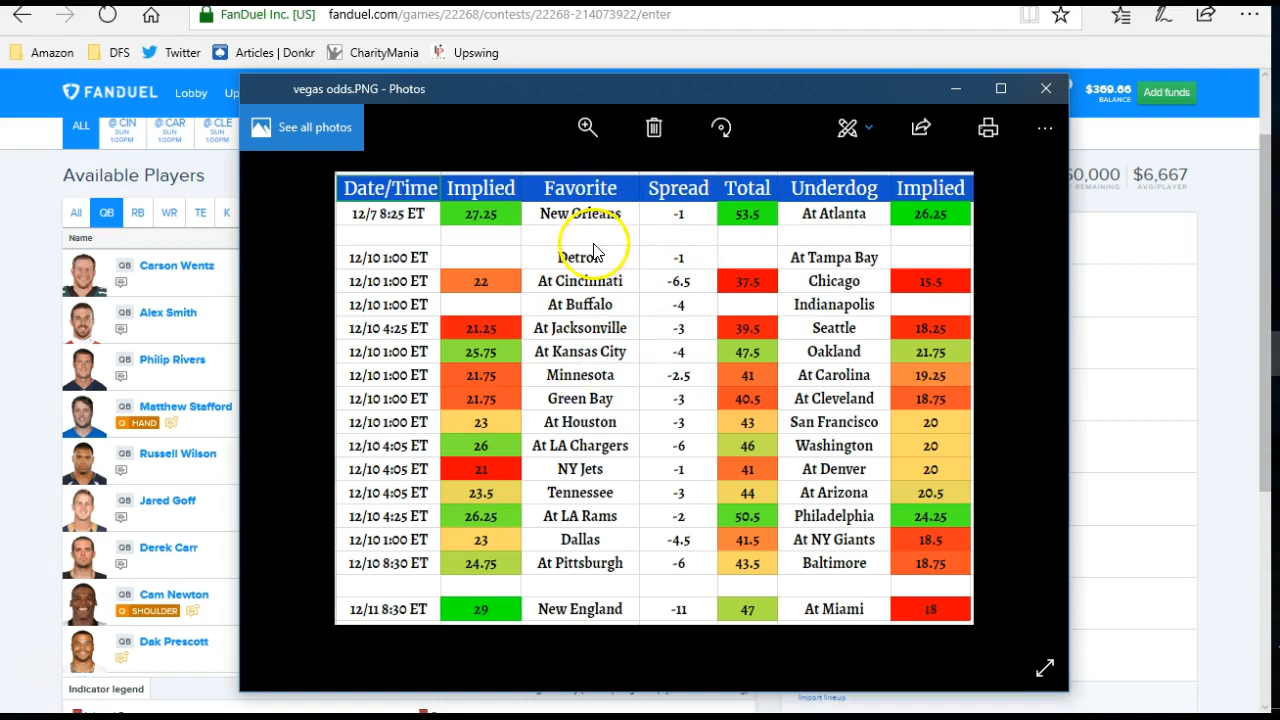 FanDuel Inc. [US] fanduel.com/games/22268/contests/22268-214073922/enter
Amazon DFS Twitter Articles | Donkr CharityMania Upswing
vegas odds.PNG - Photos
FANDUEL Lobby Up
$369.66
BALANCE
Add funds
See all photos
ALL @ CIN SUN 1:00PM @ CAR SUN 1:00PM @ CLE SUN 1:00PM
Available Players
0,000 $6,667
REMAINING AVG/PLAYER
All QB RB WR TE K
Name
QB Carson Wentz
QB Alex Smith
QB Philip Rivers
QB Matthew Stafford
Q HAND
QB Russell Wilson
QB Jared Goff
QB Derek Carr
QB Cam Newton
Q SHOULDER
QB Dak Prescott
Indicator legend
Date/Time Implied Favorite Spread Total Underdog Implied
12/7 8:25 ET 27.25 New Orleans -1 53.5 At Atlanta 26.25
12/10 1:00 ET Detroit -1 At Tampa Bay
12/10 1:00 ET 22 At Cincinnati -6.5 37.5 Chicago 15.5
12/10 1:00 ET At Buffalo -4 Indianapolis
12/10 4:25 ET 21.25 At Jacksonville -3 39.5 Seattle 18.25
12/10 1:00 ET 25.75 At Kansas City -4 47.5 Oakland 21.75
12/10 1:00 ET 21.75 Minnesota -2.5 41 At Carolina 19.25
12/10 1:00 ET 21.75 Green Bay -3 40.5 At Cleveland 18.75
12/10 1:00 ET 23 At Houston -3 43 San Francisco 20
12/10 4:05 ET 26 At LA Chargers -6 46 Washington 20
12/10 4:05 ET 21 NY Jets -1 41 At Denver 20
12/10 4:05 ET 23.5 Tennessee -3 44 At Arizona 20.5
12/10 4:25 ET 26.25 At LA Rams -2 50.5 Philadelphia 24.25
12/10 1:00 ET 23 Dallas -4.5 41.5 At NY Giants 18.5
12/10 8:30 ET 24.75 At Pittsburgh -6 43.5 Baltimore 18.75
12/11 8:30 ET 29 New England -11 47 At Miami 18
Import lineup